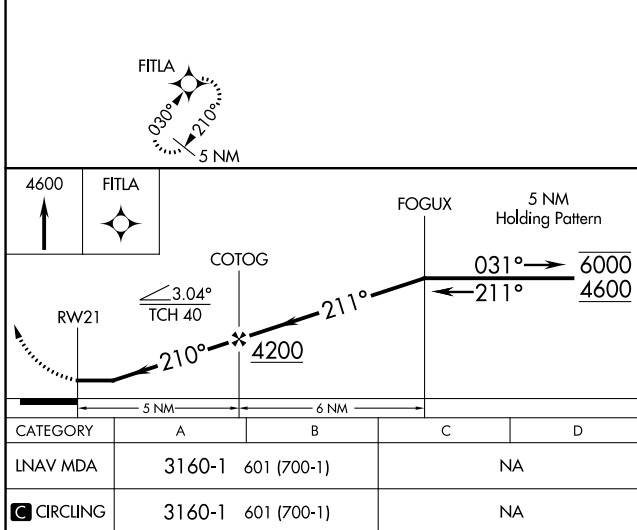 FITLA
030°
210°
5 NM
4600
FITLA
FOGUX
5 NM
Holding Pattern
031°
6000
211°
4600
COTOG
3.04°
TCH 40
RW21
211°
210°
4200
5 NM
6 NM
CATEGORY A B C D
LNAV MDA 3160-1 601 (700-1) NA
C CIRCLING 3160-1 601 (700-1) NA